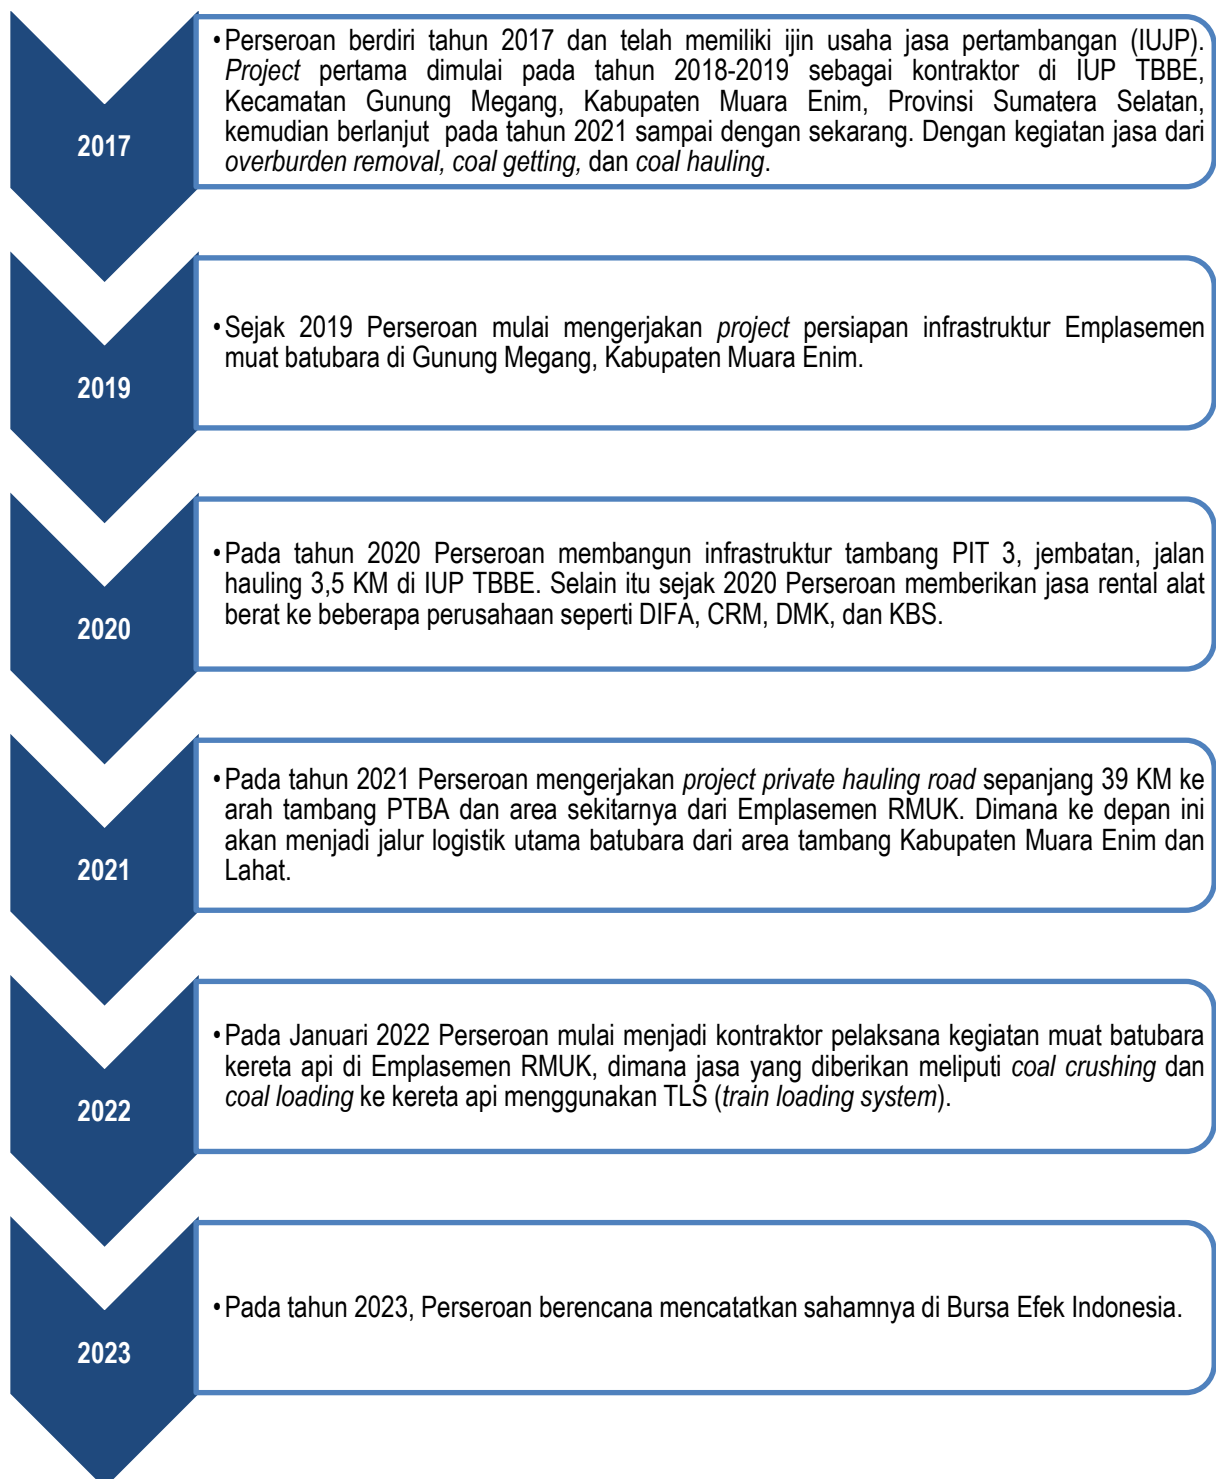 2017
•Perseroan berdiri tahun 2017 dan telah memiliki ijin usaha jasa pertambangan (IUJP).
Project pertama dimulai pada tahun 2018-2019 sebagai kontraktor di IUP TBBE,
Kecamatan Gunung Megang, Kabupaten Muara Enim, Provinsi Sumatera Selatan,
kemudian berlanjut pada tahun 2021 sampai dengan sekarang. Dengan kegiatan jasa dari
overburden removal, coal getting, dan coal hauling.
2019
•Sejak 2019 Perseroan mulai mengerjakan project persiapan infrastruktur Emplasemen
muat batubara di Gunung Megang, Kabupaten Muara Enim.
2020
•Pada tahun 2020 Perseroan membangun infrastruktur tambang PIT 3, jembatan, jalan
hauling 3,5 KM di IUP TBBE. Selain itu sejak 2020 Perseroan memberikan jasa rental alat
berat ke beberapa perusahaan seperti DIFA, CRM, DMK, dan KBS.
2021
•Pada tahun 2021 Perseroan mengerjakan project private hauling road sepanjang 39 KM ke
arah tambang PTBA dan area sekitarnya dari Emplasemen RMUK. Dimana ke depan ini
akan menjadi jalur logistik utama batubara dari area tambang Kabupaten Muara Enim dan
Lahat.
2022
•Pada Januari 2022 Perseroan mulai menjadi kontraktor pelaksana kegiatan muat batubara
kereta api di Emplasemen RMUK, dimana jasa yang diberikan meliputi coal crushing dan
coal loading ke kereta api menggunakan TLS (train loading system).
2023
•Pada tahun 2023, Perseroan berencana mencatatkan sahamnya di Bursa Efek Indonesia.